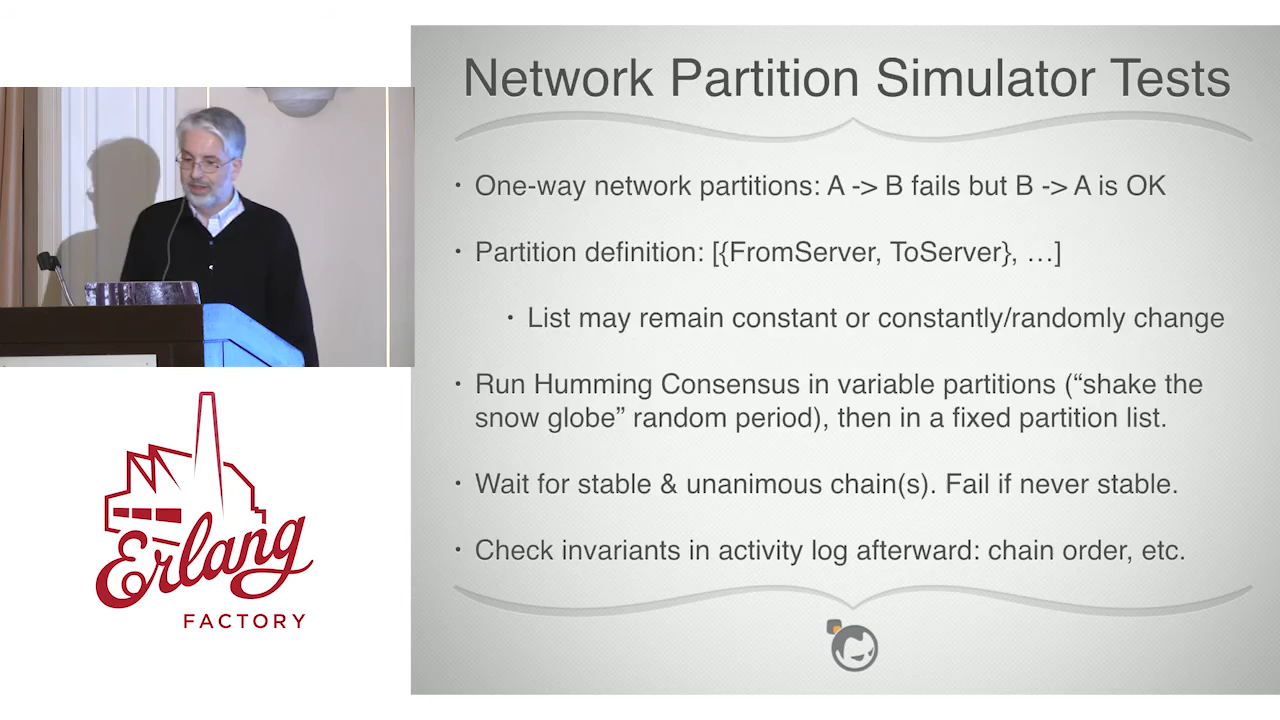 Network Partition Simulator Tests
· One-way network partitions: A -> B fails but B -> A is OK
· Partition definition: [{FromServer, ToServer}, …]
· List may remain constant or constantly/randomly change
· Run Humming Consensus in variable partitions (“shake the
snow globe” random period), then in a fixed partition list.
· Wait for stable & unanimous chain(s). Fail if never stable.
· Check invariants in activity log afterward: chain order, etc.
Erlang
FACTORY